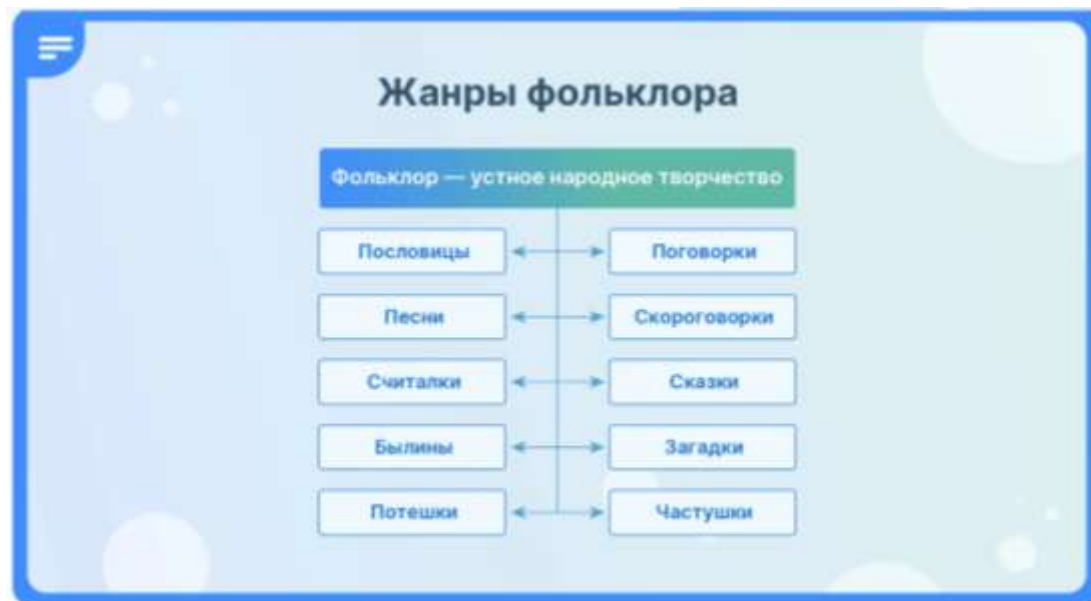 Жанры фольклора
Фольклор — устное народное творчество
Пословицы
Поговорки
Песни
Скороговорки
Считалки
Сказки
Былины
Загадки
Потешки
Частушки